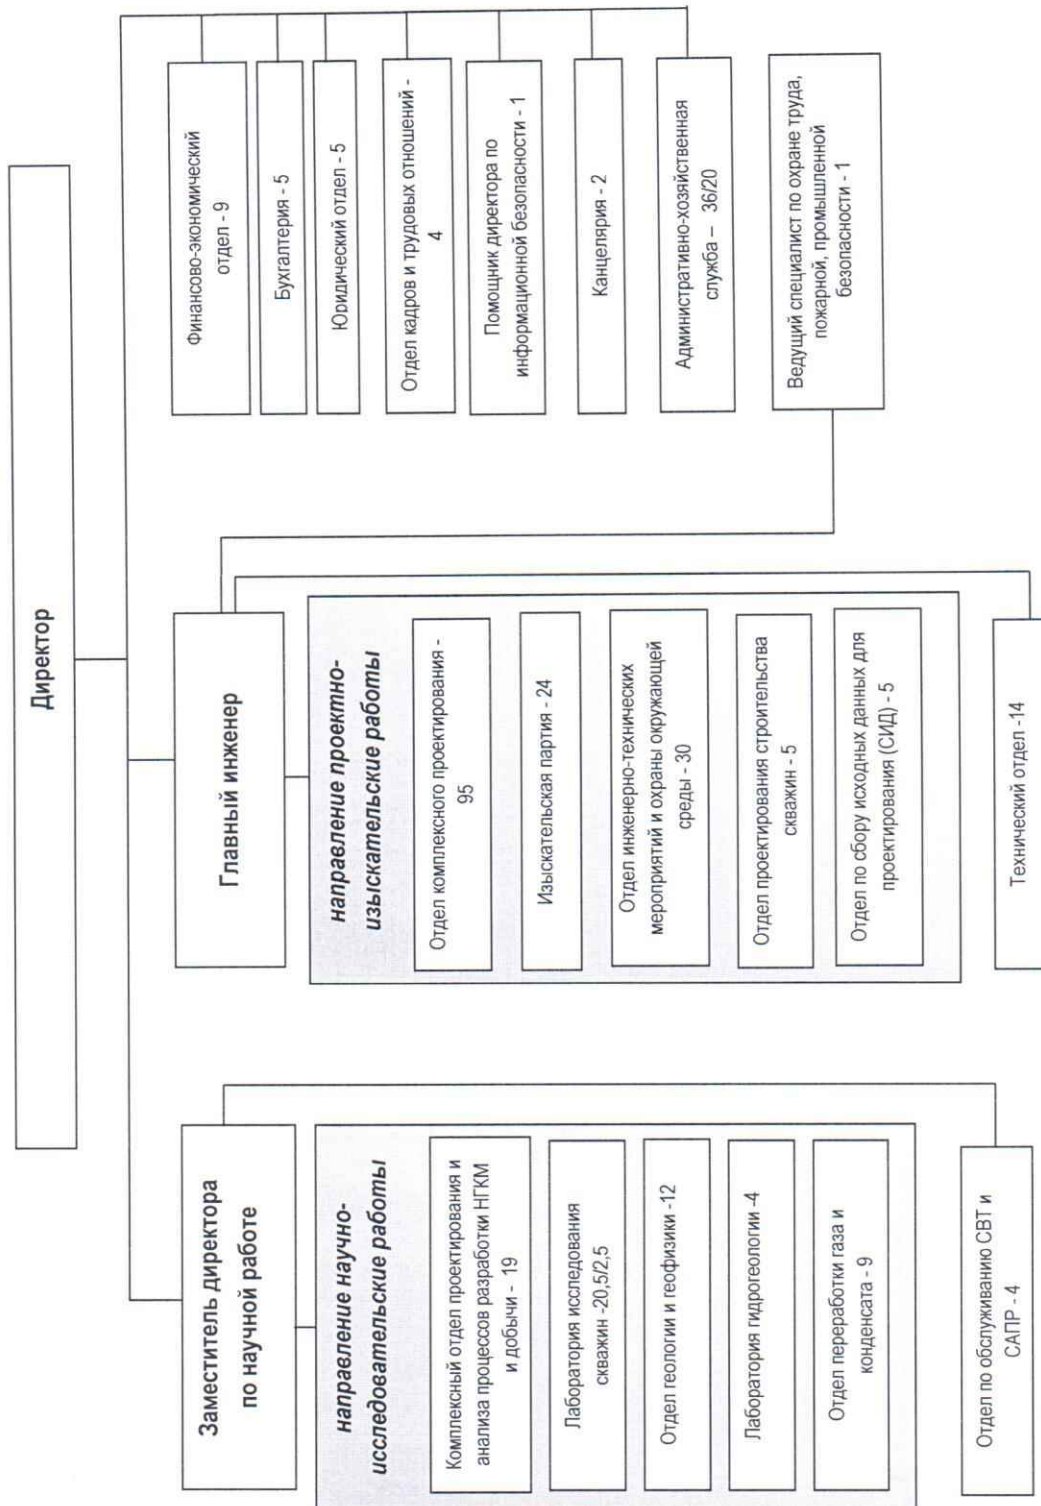 Директор
Заместитель директора
по научной работе
направление научно-
исследовательские работы
Комплексный отдел проектирования и
анализа процессов разработки НГКМ
и добычи - 19
Лаборатория исследования
скважин -20,5/2,5
Отдел геологии и геофизики -12
Лаборатория гидрогеологии -4
Отдел переработки газа и
конденсата - 9
Отдел по обслуживанию СВТ и
САПР - 4
Главный инженер
направление проектно-
изыскательские работы
Отдел комплексного проектирования -
95
Изыскательская партия - 24
Отдел инженерно-технических
мероприятий и охраны окружающей
среды - 30
Отдел проектирования строительства
скважин - 5
Отдел по сбору исходных данных для
проектирования (СИД) - 5
Технический отдел -14
Финансово-экономический
отдел - 9
Бухгалтерия - 5
Юридический отдел - 5
Отдел кадров и трудовых отношений -
4
Помощник директора по
информационной безопасности - 1
Канцелярия - 2
Административно-хозяйственная
служба – 36/20
Ведущий специалист по охране труда,
пожарной, промышленной
безопасности - 1